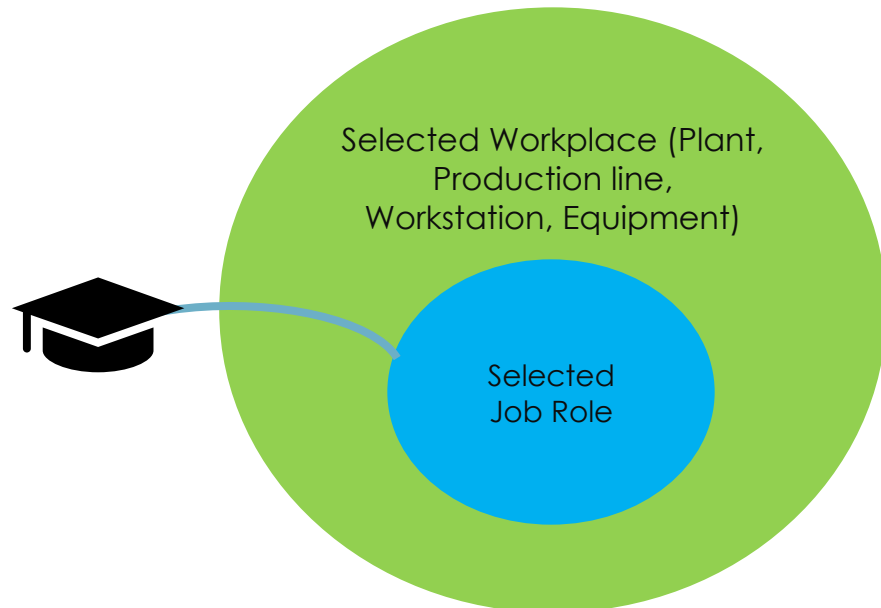 Selected Workplace (Plant,
Production line,
Workstation, Equipment)
Selected
Job Role